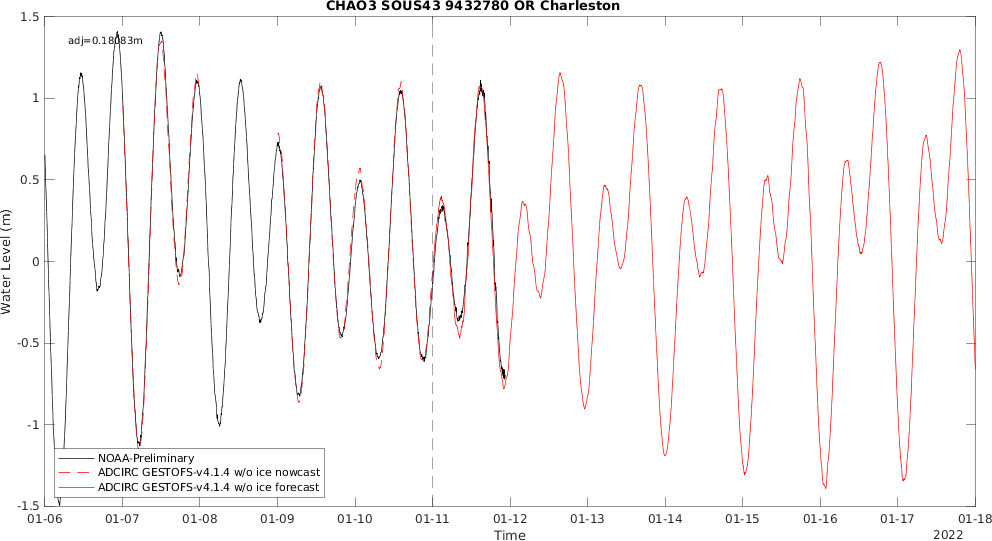 CHAO3 SOUS43 9432780 OR Charleston
adj=0.18083m
1.5
1
0.5
0
-0.5
-1
-1.5
Water Level (m)
NOAA-Preliminary
ADCIRC GESTOFS-v4.1.4 w/o ice nowcast
ADCIRC GESTOFS-v4.1.4 w/o ice forecast
01-06 01-07 01-08 01-09 01-10 01-11 01-12 01-13 01-14 01-15 01-16 01-17 01-18
Time
2022